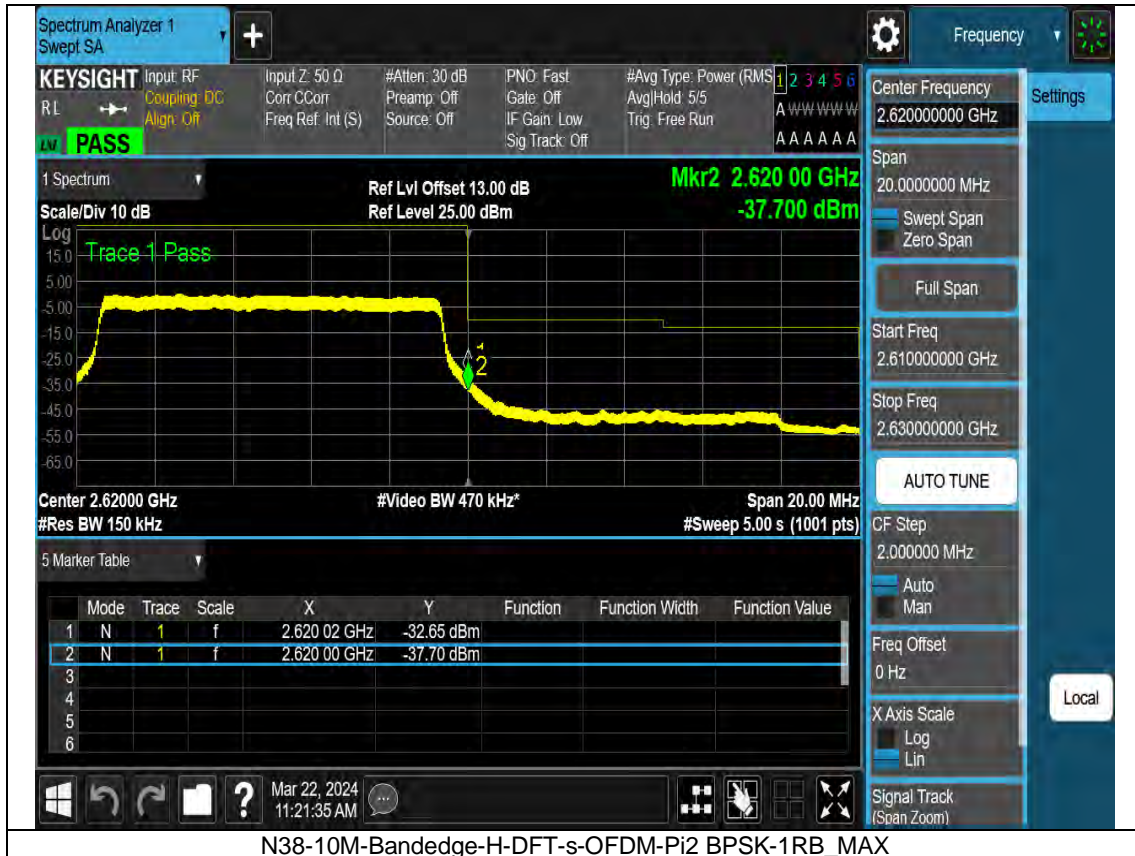 Spectrum Analyzer 1
Swept SA
+
Frequency
KEYSIGHT
RL
PASS
Input: RF
Coupling: DC
Align: Off
Input Z: 50 Ω
Corr CCorr
Freq Ref: Int (S)
#Atten: 30 dB
Preamp: Off
Source: Off
PNO: Fast
Gate: Off
IF Gain: Low
Sig Track: Off
#Avg Type: Power (RMS
Avg|Hold: 5/5
Trig: Free Run
1 2 3 4 5 6
A W W W W W
A A A A A A
1 Spectrum
Scale/Div 10 dB
Ref Lvl Offset 13.00 dB
Ref Level 25.00 dBm
Mkr2 2.620 00 GHz
-37.700 dBm
Log
Trace 1 Pass
15.0
5.00
-5.00
-15.0
-25.0
-35.0
-45.0
-55.0
-65.0
1
2
Center 2.62000 GHz
#Video BW 470 kHz*
Span 20.00 MHz
#Res BW 150 kHz
#Sweep 5.00 s (1001 pts)
5 Marker Table
Mode Trace Scale X Y Function Function Width Function Value
1 N 1 f 2.620 02 GHz -32.65 dBm
2 N 1 f 2.620 00 GHz -37.70 dBm
3
4
5
6
Mar 22, 2024
11:21:35 AM
?
Center Frequency
2.620000000 GHz
Settings
Span
20.0000000 MHz
Swept Span
Zero Span
Full Span
Start Freq
2.610000000 GHz
Stop Freq
2.630000000 GHz
AUTO TUNE
CF Step
2.000000 MHz
Auto
Man
Freq Offset
0 Hz
Local
X Axis Scale
Log
Lin
Signal Track
(Span Zoom)
N38-10M-Bandedge-H-DFT-s-OFDM-Pi2 BPSK-1RB_MAX